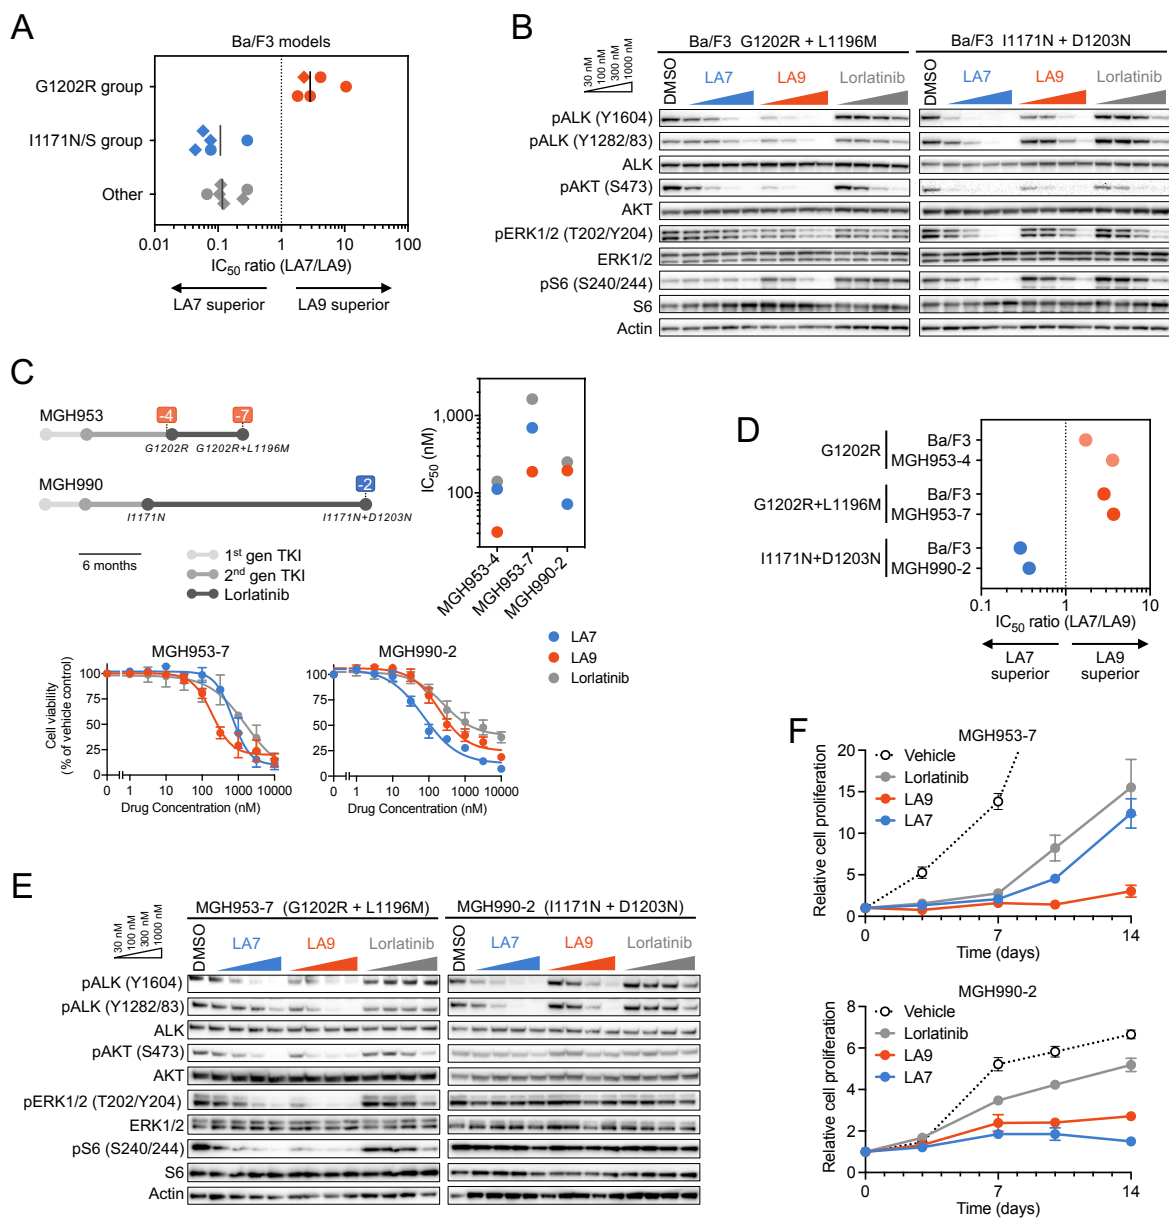 A
Ba/F3 models
G1202R group
I1171N/S group
Other
0.01 0.1 1 10 100
IC50 ratio (LA7/LA9)
LA7 superior LA9 superior
B
30 nM
100 nM
300 nM
1000 nM
Ba/F3 G1202R + L1196M Ba/F3 I1171N + D1203N
DMSO LA7 LA9 Lorlatinib DMSO LA7 LA9 Lorlatinib
pALK (Y1604)
pALK (Y1282/83)
ALK
pAKT (S473)
AKT
pERK1/2 (T202/Y204)
ERK1/2
pS6 (S240/244)
S6
Actin
C
MGH953
-4 -7
G1202R G1202R+L1196M
MGH990
-2
I1171N I1171N+D1203N
6 months
1st gen TKI
2nd gen TKI
Lorlatinib
IC50 (nM)
1,000
100
MGH953-4
MGH953-7
MGH990-2
LA7
LA9
Lorlatinib
MGH953-7
Cell viability
(% of vehicle control)
100
75
50
25
0
0 1 10 100 1000 10000
Drug Concentration (nM)
MGH990-2
100
75
50
25
0
0 1 10 100 1000 10000
Drug Concentration (nM)
D
G1202R
Ba/F3
MGH953-4
G1202R+L1196M
Ba/F3
MGH953-7
I1171N+D1203N
Ba/F3
MGH990-2
0.1 1 10
IC50 ratio (LA7/LA9)
LA7 superior
LA9 superior
E
30 nM
100 nM
300 nM
1000 nM
MGH953-7 (G1202R + L1196M) MGH990-2 (I1171N + D1203N)
DMSO LA7 LA9 Lorlatinib DMSO LA7 LA9 Lorlatinib
pALK (Y1604)
pALK (Y1282/83)
ALK
pAKT (S473)
AKT
pERK1/2 (T202/Y204)
ERK1/2
pS6 (S240/244)
S6
Actin
F
MGH953-7
Relative cell proliferation
20
15
10
5
0
Vehicle
Lorlatinib
LA9
LA7
0 7 14
Time (days)
MGH990-2
Relative cell proliferation
8
6
4
2
0
Vehicle
Lorlatinib
LA9
LA7
0 7 14
Time (days)